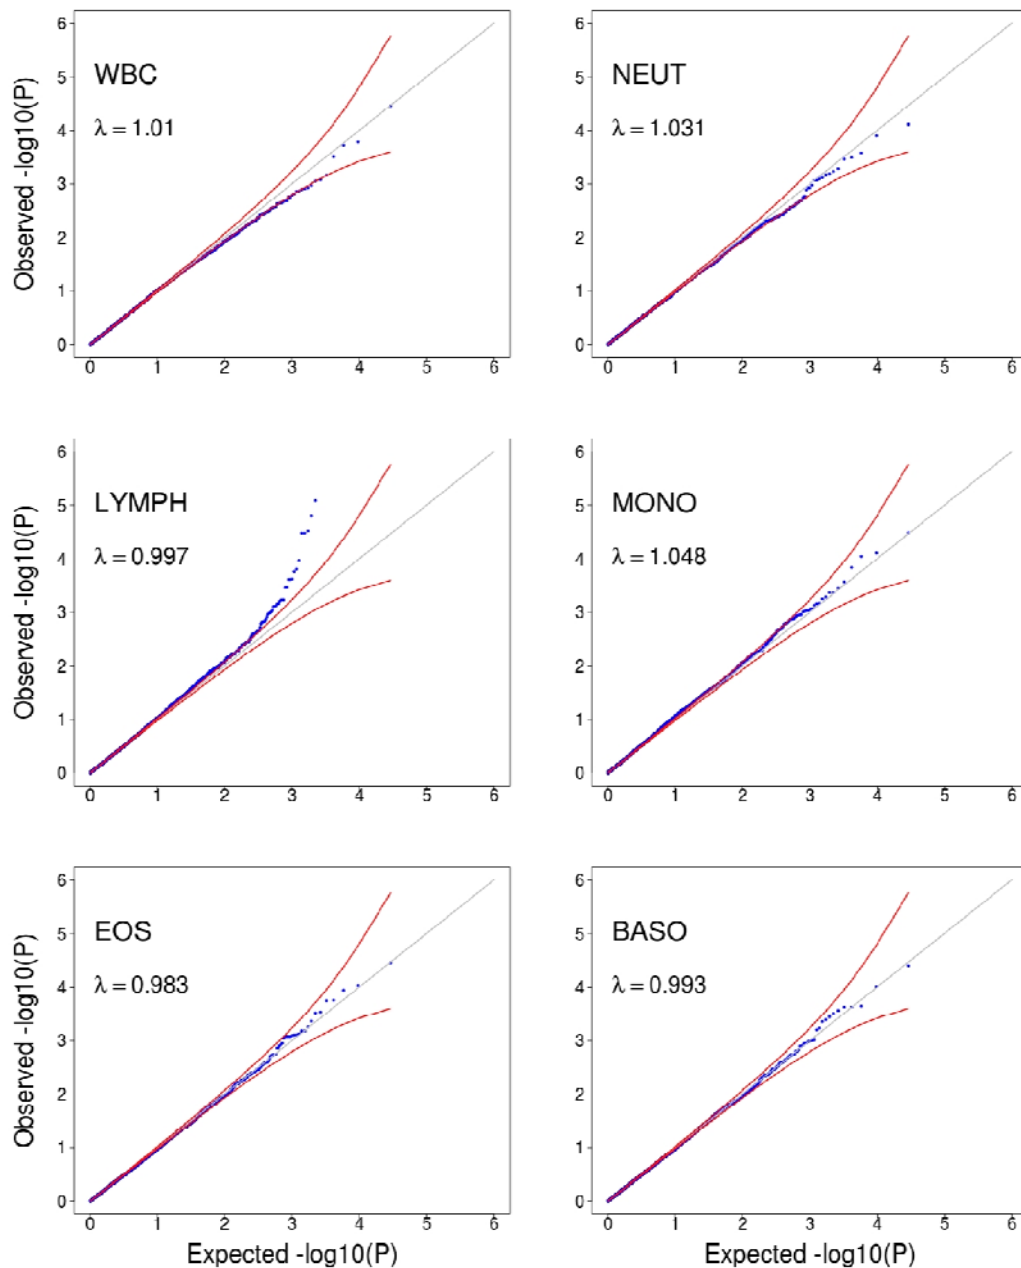 6
5
4
3
2
1
0
Observed -log10(P)
WBC
λ = 1.01
0 1 2 3 4 5 6
6
5
4
3
2
1
0
NEUT
λ = 1.031
0 1 2 3 4 5 6
6
5
4
3
2
1
0
Observed -log10(P)
LYMPH
λ = 0.997
0 1 2 3 4 5 6
6
5
4
3
2
1
0
MONO
λ = 1.048
0 1 2 3 4 5 6
6
5
4
3
2
1
0
Observed -log10(P)
EOS
λ = 0.983
0 1 2 3 4 5 6
Expected -log10(P)
6
5
4
3
2
1
0
BASO
λ = 0.993
0 1 2 3 4 5 6
Expected -log10(P)